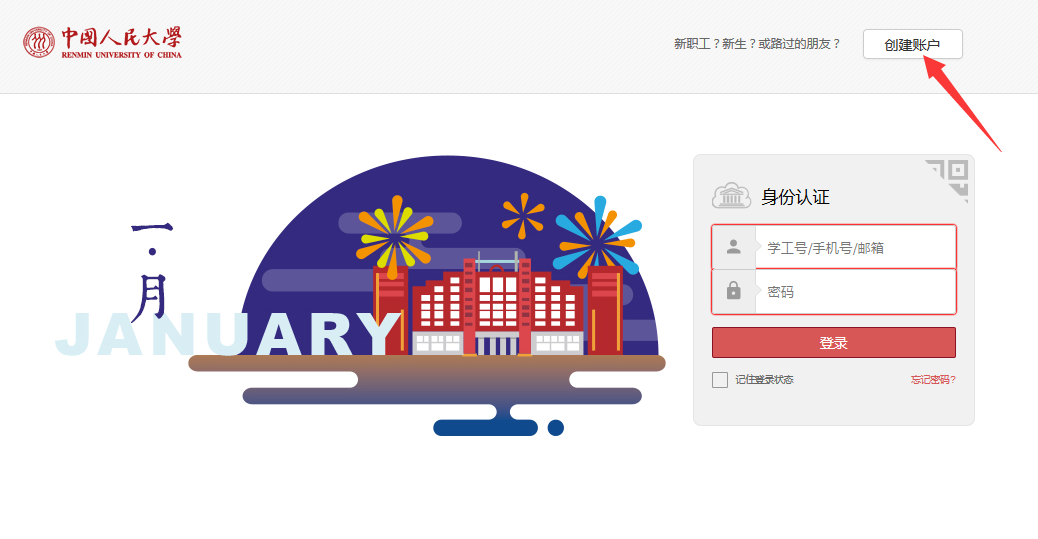 中国人民大学
RENMIN UNIVERSITY OF CHINA
新职工？新生？或路过的朋友？
创建账户
一月
JANUARY
身份认证
学工号/手机号/邮箱
密码
登录
记住登录状态
忘记密码?